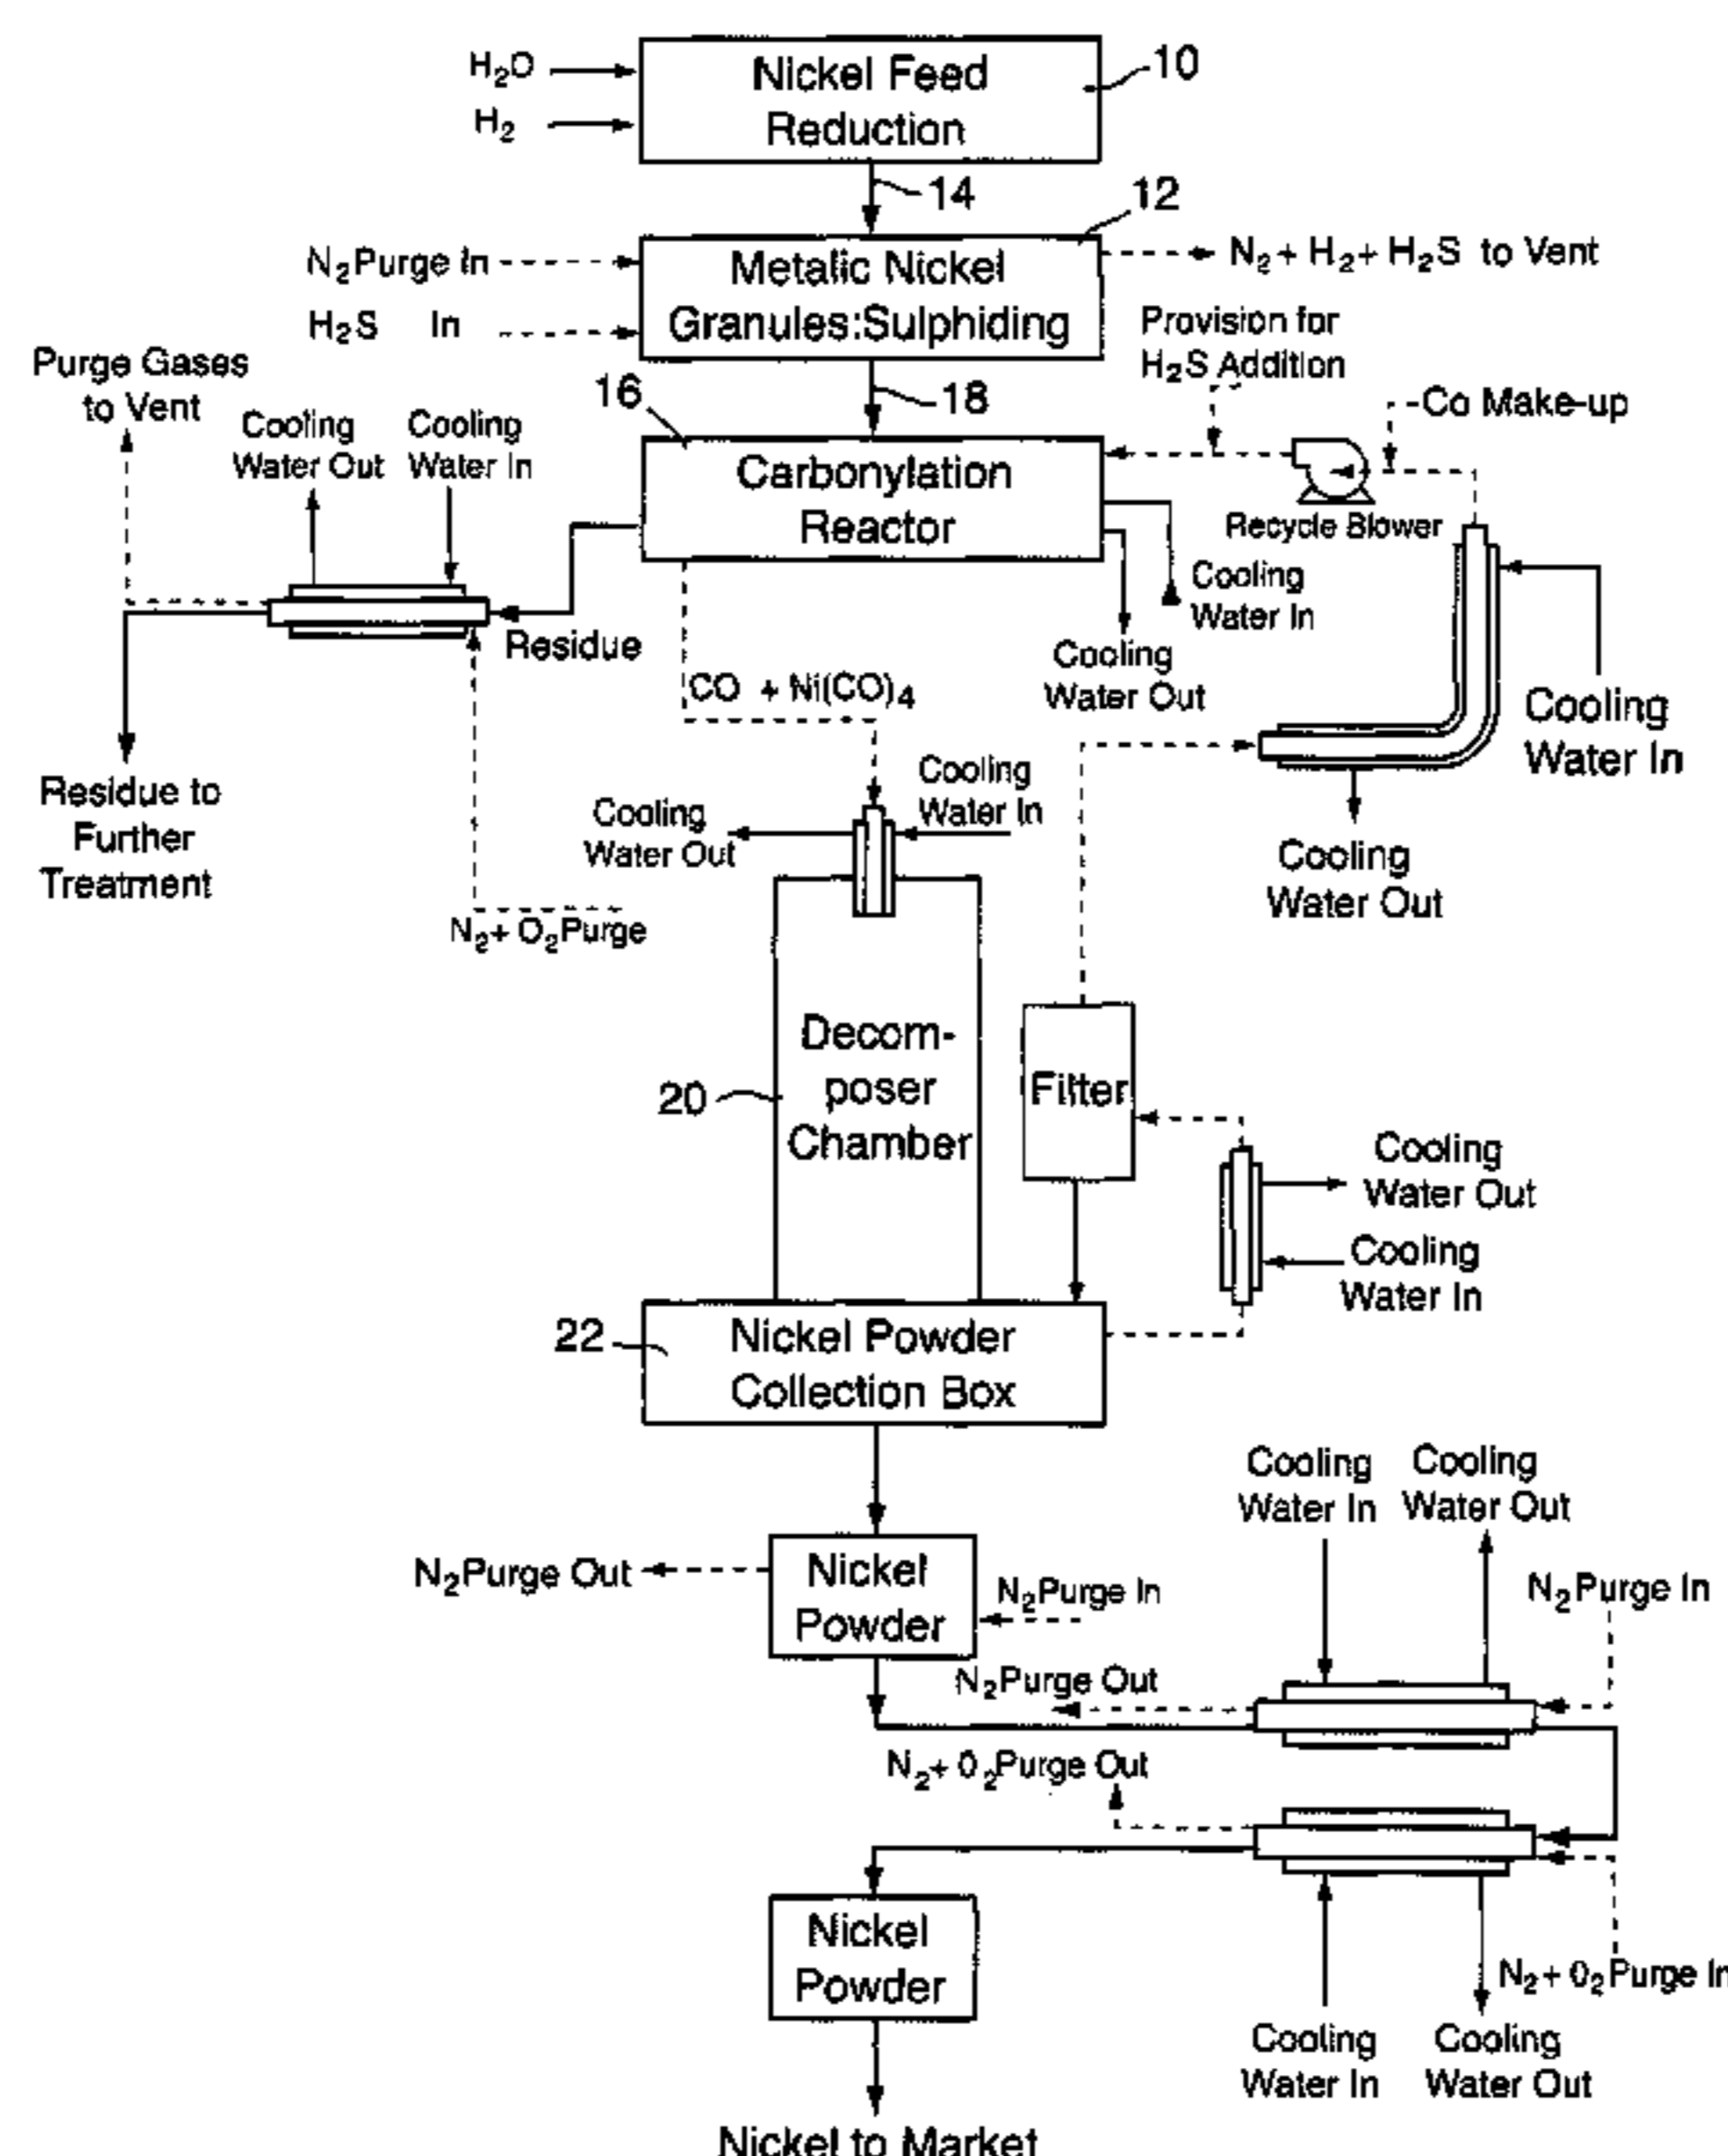 H2O
H2
Nickel Feed
Reduction
10
14
12
N2 Purge In
H2S In
Metalic Nickel
Granules:Sulphiding
N2 + H2 + H2S to Vent
Provision for
H2S Addition
Co Make-up
Purge Gases
to Vent
16
18
Cooling
Water Out
Cooling
Water In
Carbonylation
Reactor
Recycle Blower
Residue
Cooling
Water In
Cooling
Water Out
CO + Ni(CO)4
Cooling
Water In
Residue to
Further
Treatment
Cooling
Water Out
Cooling
Water In
Cooling
Water Out
N2+ O2 Purge
Decom-
poser
Chamber
20
Filter
Cooling
Water Out
Cooling
Water In
22
Nickel Powder
Collection Box
Cooling
Water In
Cooling
Water Out
N2 Purge Out
Nickel
Powder
N2 Purge In
N2 Purge In
N2 Purge Out
N2+ 02 Purge Out
Nickel
Powder
N2 + 02 Purge In
Cooling
Water In
Cooling
Water Out
Nickel to Market